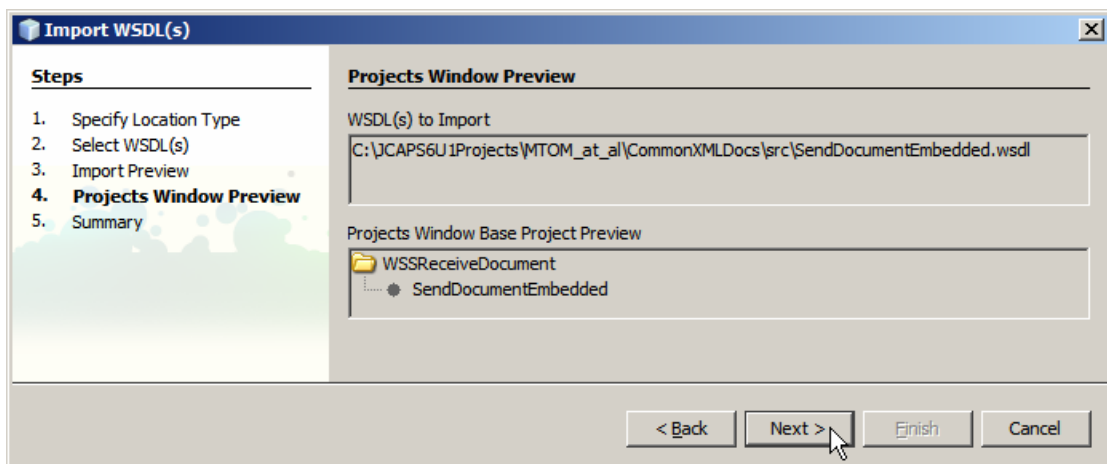 Import WSDL(s)
Steps
1. Specify Location Type
2. Select WSDL(s)
3. Import Preview
4. Projects Window Preview
5. Summary
Projects Window Preview
WSDL(s) to Import
C:\JCAPS6U1Projects\MTOM_at_al\CommonXMLDocs\src\SendDocumentEmbedded.wsdl
Projects Window Base Project Preview
WSSReceiveDocument
SendDocumentEmbedded
< Back Next > Finish Cancel